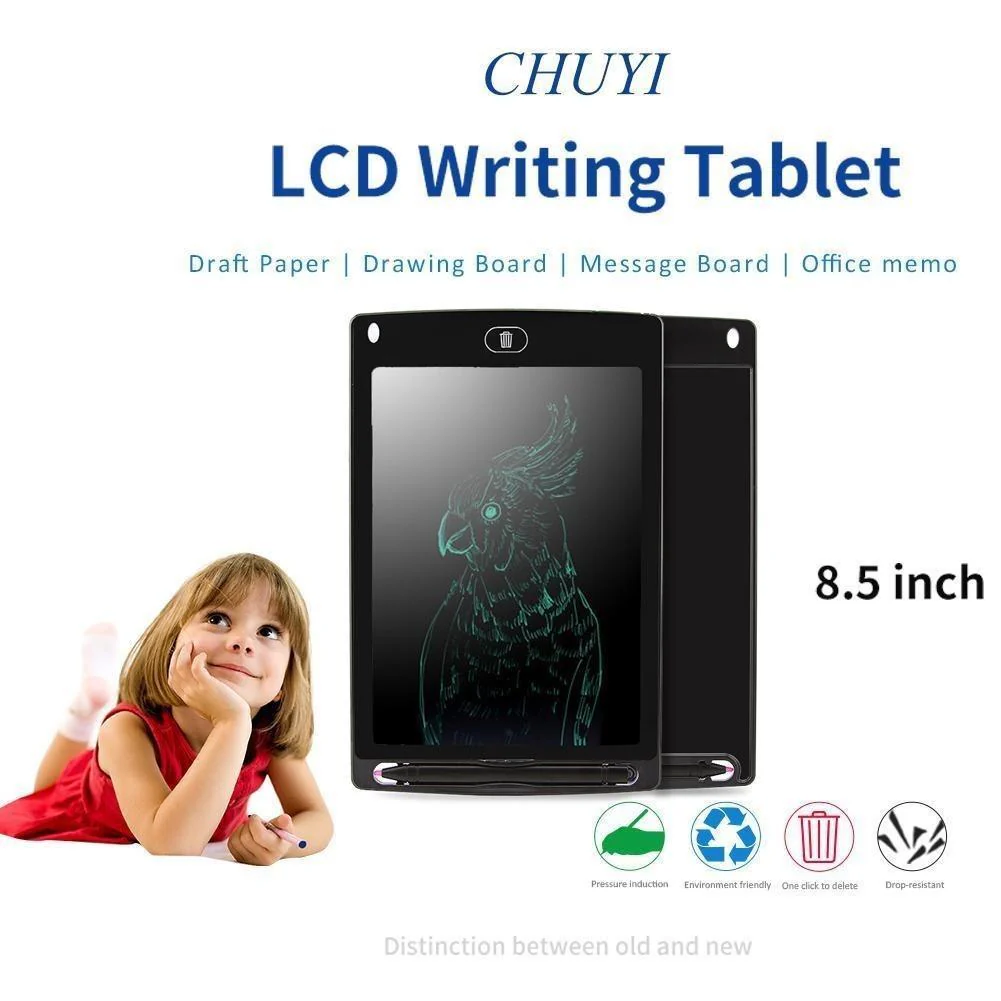 CHUYI
LCD Writing Tablet
Draft Paper | Drawing Board | Message Board | Office memo
8.5 inch
Pressure induction
Environment friendly
One click to delete
Drop-resistant
Distinction between old and new